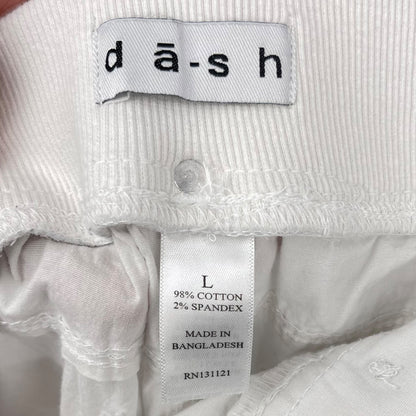 dā-sh
L
98% COTTON
2% SPANDEX
MADE IN
BANGLADESH
RN131121